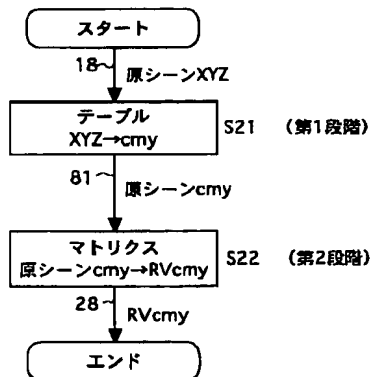 スタート
18 原シーンXYZ
テーブル
XYZ→cmy
S21 (第1段階)
81 原シーンcmy
マトリクス
原シーンcmy→RVcmy
S22 (第2段階)
28 RVcmy
エンド